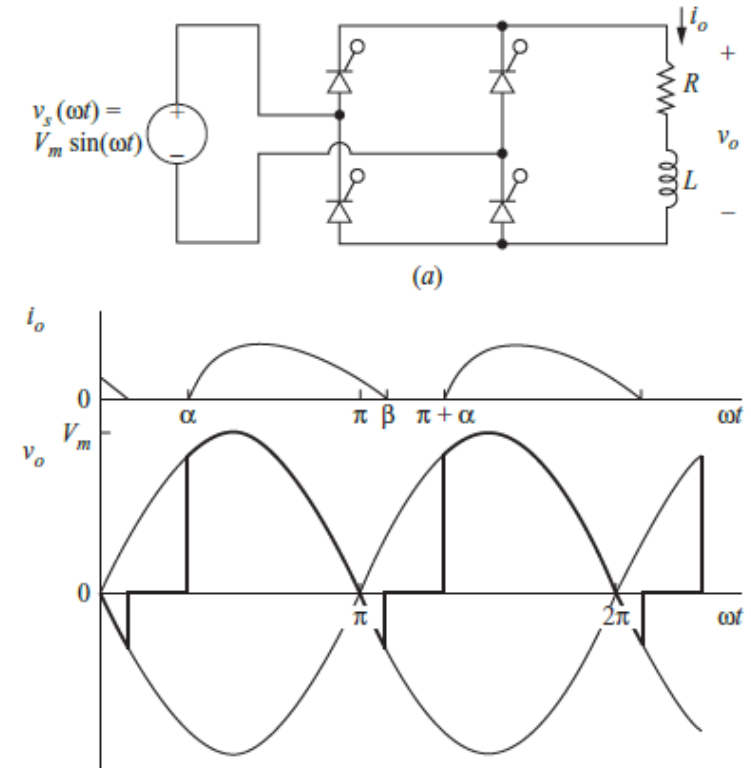 i_o
+
R
v_s (ωt) =
V_m sin(ωt)
+
−
v_o
L
−
(a)
i_o
0
α π β π + α ωt
V_m
v_o
0
π 2π ωt